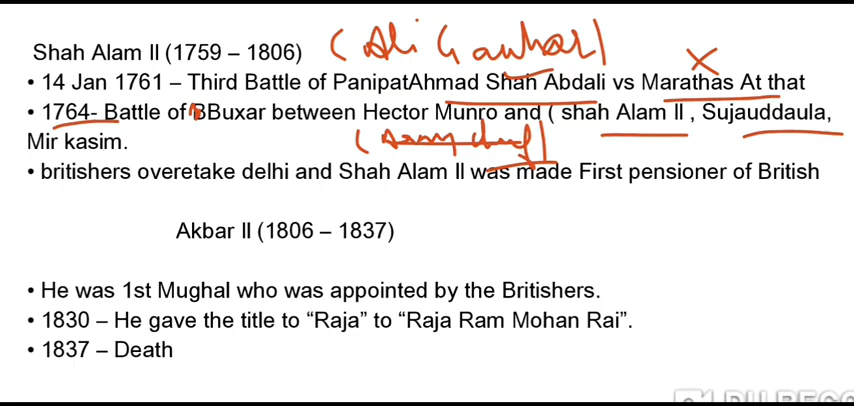 Shah Alam II (1759 – 1806) (Ali Gauhar)
• 14 Jan 1761 – Third Battle of PanipatAhmad Shah Abdali vs Marathas At that
• 1764- Battle of BBuxar between Hector Munro and ( shah Alam II , Sujauddaula,
Mir kasim. (Army chief)
• britishers overetake delhi and Shah Alam II was made First pensioner of British
Akbar II (1806 – 1837)
• He was 1st Mughal who was appointed by the Britishers.
• 1830 – He gave the title to “Raja” to “Raja Ram Mohan Rai”.
• 1837 – Death